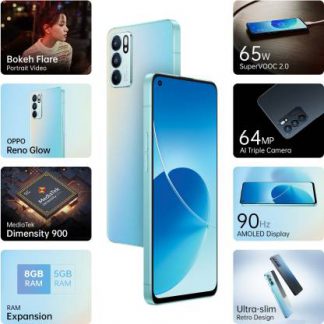 Bokeh Flare
Portrait Video
OPPO
Reno Glow
MediaTek
MediaTek
Dimensity 900
8GB
RAM
5GB
RAM
RAM
Expansion
65W
SuperVOOC 2.0
64MP
AI Triple Camera
90Hz
AMOLED Display
Ultra-slim
Retro Design